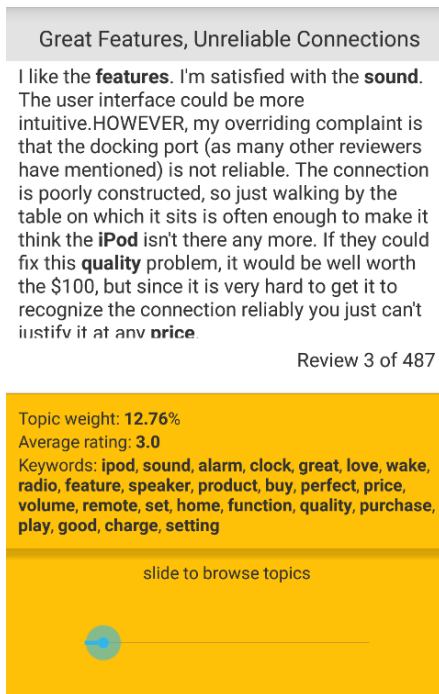 Great Features, Unreliable Connections
I like the features. I'm satisfied with the sound.
The user interface could be more
intuitive.HOWEVER, my overriding complaint is
that the docking port (as many other reviewers
have mentioned) is not reliable. The connection
is poorly constructed, so just walking by the
table on which it sits is often enough to make it
think the iPod isn't there any more. If they could
fix this quality problem, it would be well worth
the $100, but since it is very hard to get it to
recognize the connection reliably you just can't
justify it at any price.
Review 3 of 487
Topic weight: 12.76%
Average rating: 3.0
Keywords: ipod, sound, alarm, clock, great, love, wake,
radio, feature, speaker, product, buy, perfect, price,
volume, remote, set, home, function, quality, purchase,
play, good, charge, setting
slide to browse topics